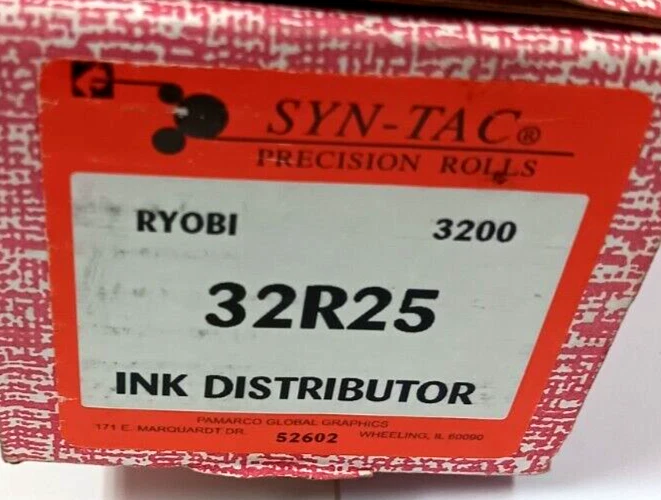 SYN-TAC®
PRECISION ROLLS
RYOBI 3200
32R25
INK DISTRIBUTOR
PAMARCO GLOBAL GRAPHICS
171 E. MARQUARDT DR. 52602 WHEELING, IL 60090